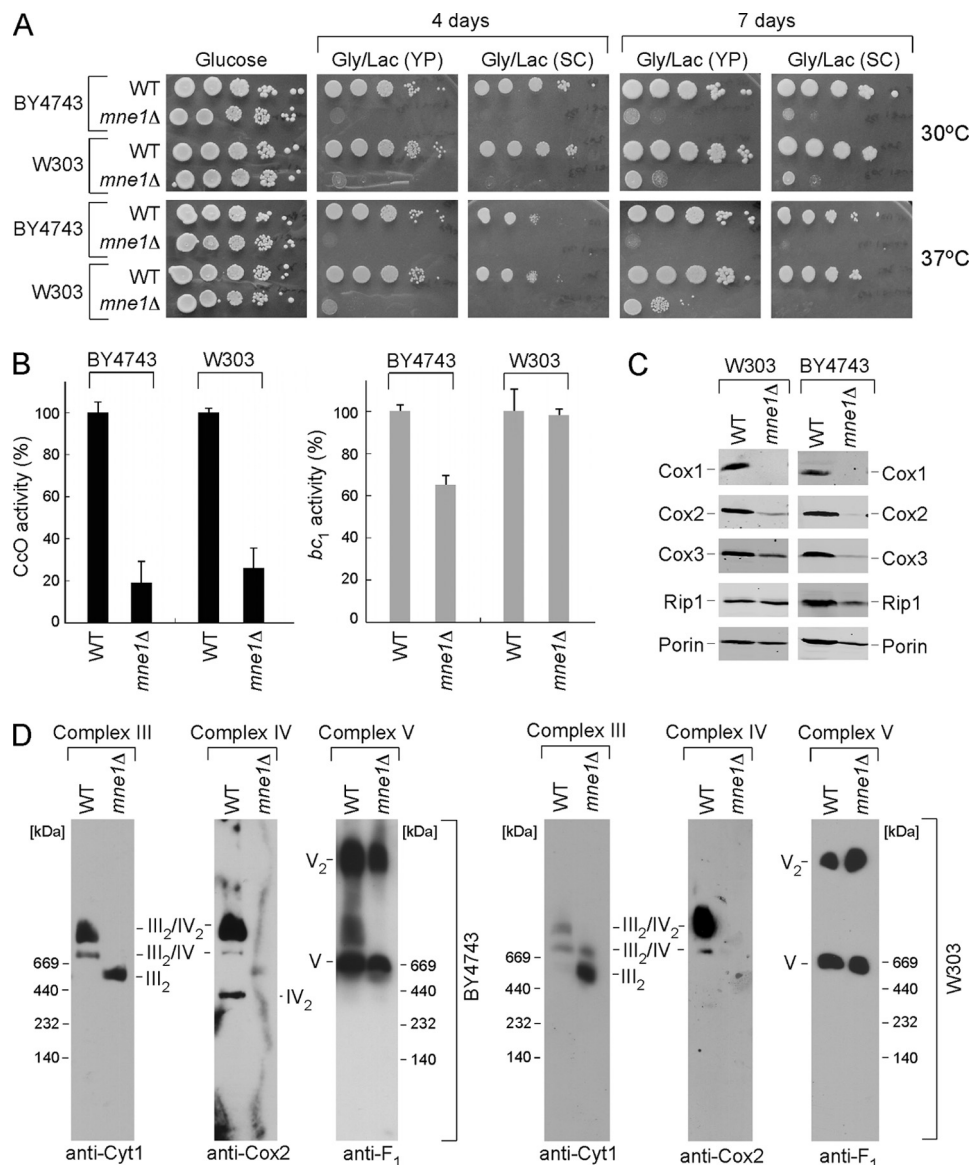 A
4 days
7 days
Glucose
Gly/Lac (YP)
Gly/Lac (SC)
Gly/Lac (YP)
Gly/Lac (SC)
BY4743
WT
mne1Δ
W303
WT
mne1Δ
30ºC
BY4743
WT
mne1Δ
W303
WT
mne1Δ
37ºC
B
BY4743
W303
CcO activity (%)
100
80
60
40
20
0
WT
mne1Δ
WT
mne1Δ
BY4743
W303
bc1 activity (%)
100
80
60
40
20
0
WT
mne1Δ
WT
mne1Δ
C
W303
BY4743
WT
mne1Δ
WT
mne1Δ
Cox1
Cox1
Cox2
Cox2
Cox3
Cox3
Rip1
Rip1
Porin
Porin
D
Complex III
Complex IV
Complex V
WT
mne1Δ
WT
mne1Δ
WT
mne1Δ
[kDa]
[kDa]
V2
III2/IV2
III2/IV
III2
IV2
V
669
440
232
140
669
440
232
140
anti-Cyt1
anti-Cox2
anti-F1
BY4743
Complex III
Complex IV
Complex V
WT
mne1Δ
WT
mne1Δ
WT
mne1Δ
[kDa]
[kDa]
V2
III2/IV2
III2/IV
III2
V
669
440
232
140
669
440
232
140
anti-Cyt1
anti-Cox2
anti-F1
W303